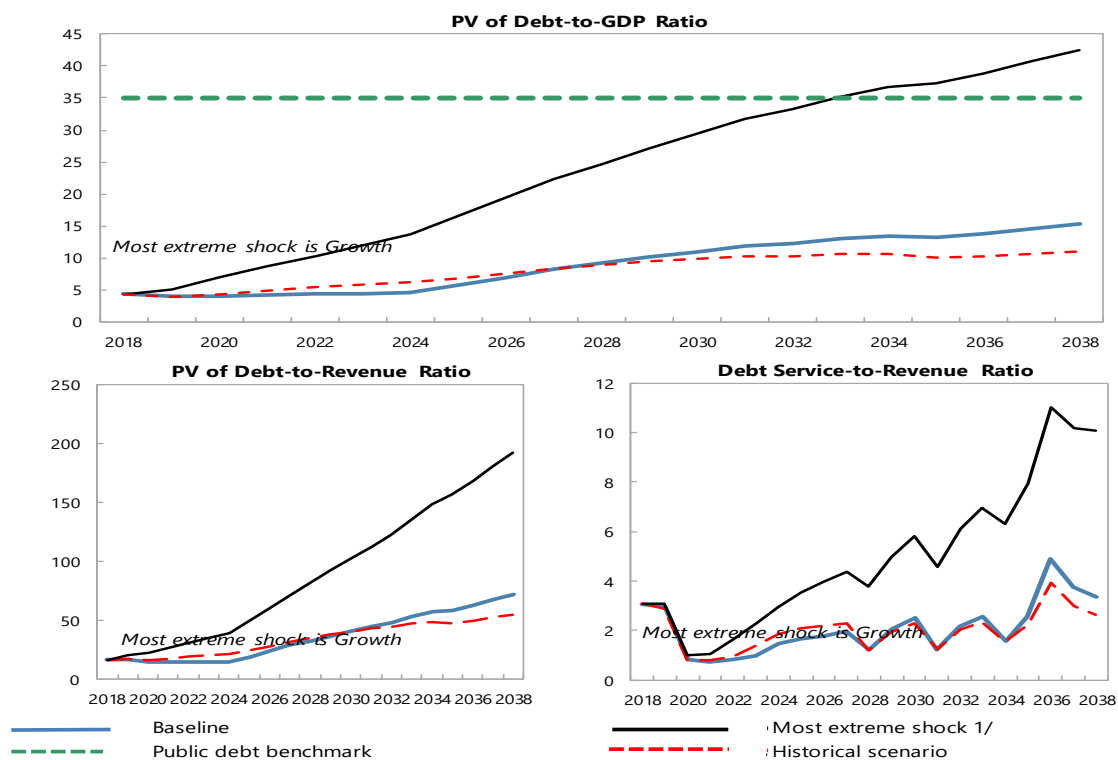 PV of Debt-to-GDP Ratio
45
40
35
30
25
20
15
10
5
0
Most extreme shock is Growth
2018 2020 2022 2024 2026 2028 2030 2032 2034 2036 2038
PV of Debt-to-Revenue Ratio
250
200
150
100
50
0
Most extreme shock is Growth
2018 2020 2022 2024 2026 2028 2030 2032 2034 2036 2038
Debt Service-to-Revenue Ratio
12
10
8
6
4
2
0
Most extreme shock is Growth
2018 2020 2022 2024 2026 2028 2030 2032 2034 2036 2038
Baseline
Most extreme shock 1/
Public debt benchmark
Historical scenario